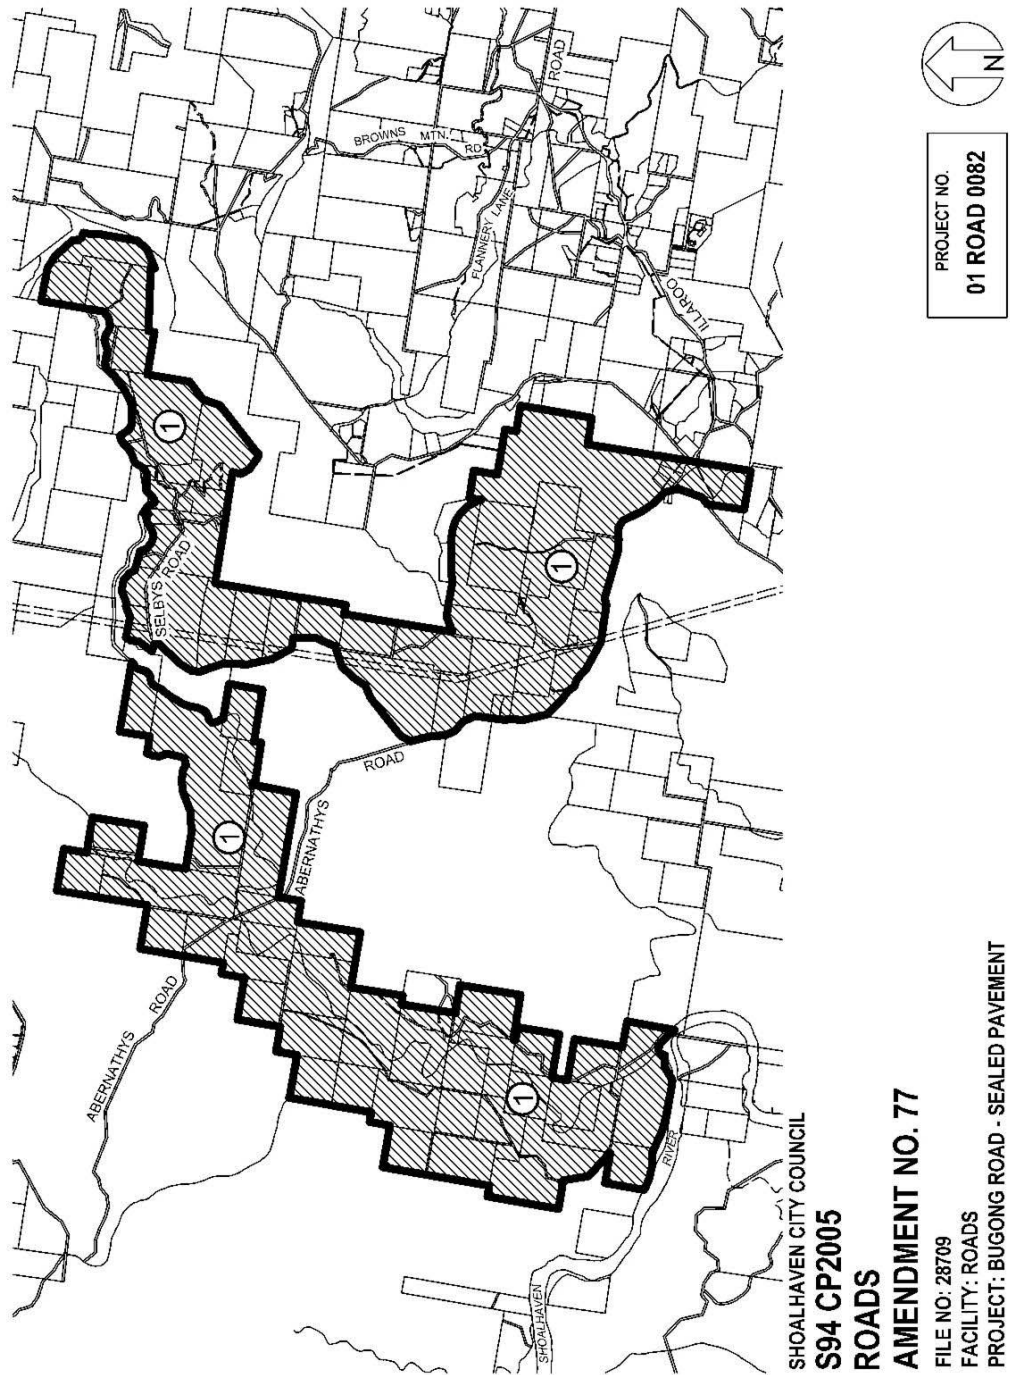 ABERNATHYS ROAD
ABERNATHYS
ROAD
SELBYS
ROAD
BROWNS MTN. RD
FLANNERY LANE
ROAD
ILLAROO
1
1
1
1
SHOALHAVEN
RIVER
SHOALHAVEN CITY COUNCIL
S94 CP2005
ROADS
AMENDMENT NO. 77
FILE NO: 28709
FACILITY: ROADS
PROJECT: BUGONG ROAD - SEALED PAVEMENT
PROJECT NO.
01 ROAD 0082
N